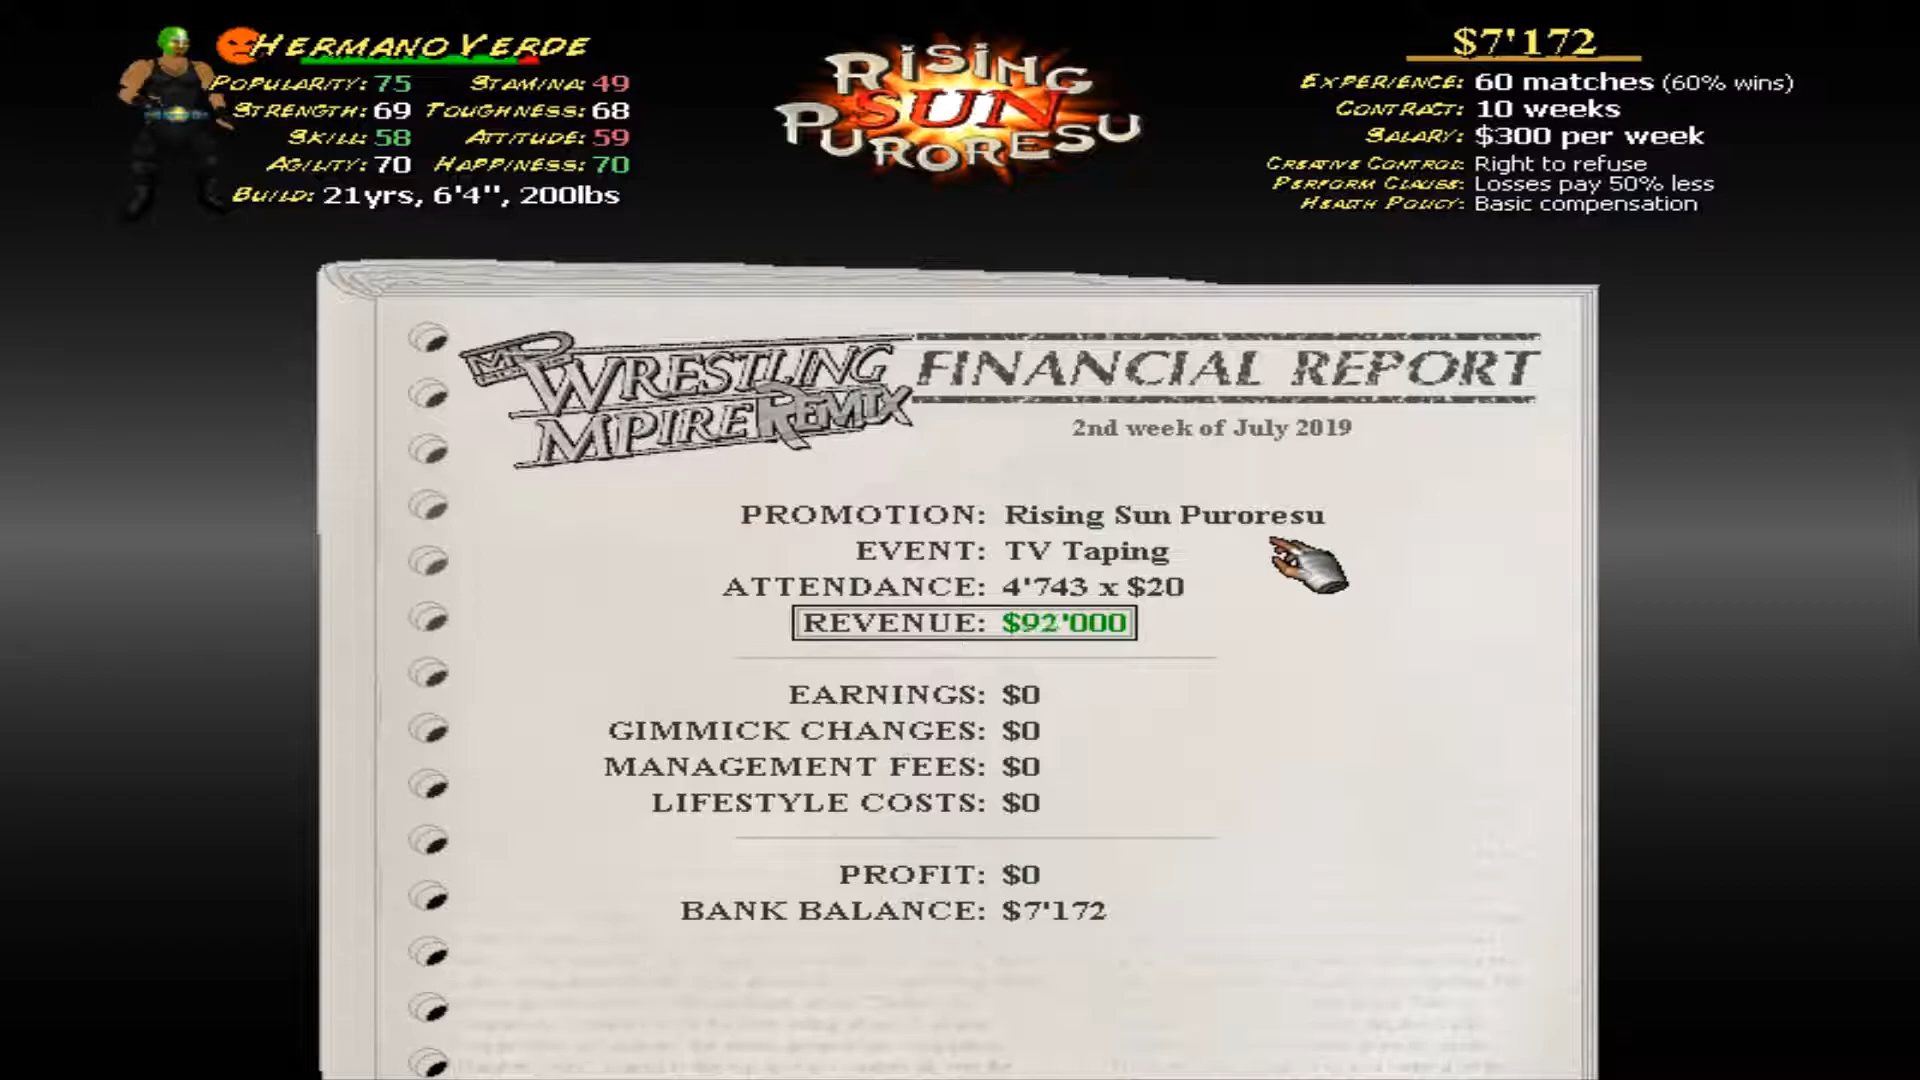 HERMANO VERDE
POPULARITY: 75 STAMINA: 49
STRENGTH: 69 TOUGHNESS: 68
SKILL: 58 ATTITUDE: 59
AGILITY: 70 HAPPINESS: 70
BUILD: 21yrs, 6'4", 200lbs
RISING
SUN
PURORESU
$7'172
EXPERIENCE: 60 matches (60% wins)
CONTRACT: 10 weeks
SALARY: $300 per week
CREATIVE CONTROL: Right to refuse
PERFORM CLAUSE: Losses pay 50% less
HEALTH POLICY: Basic compensation
WRESTLING
MPIRE REMIX
FINANCIAL REPORT
2nd week of July 2019
PROMOTION: Rising Sun Puroresu
EVENT: TV Taping
ATTENDANCE: 4'743 x $20
REVENUE: $92'000
EARNINGS: $0
GIMMICK CHANGES: $0
MANAGEMENT FEES: $0
LIFESTYLE COSTS: $0
PROFIT: $0
BANK BALANCE: $7'172